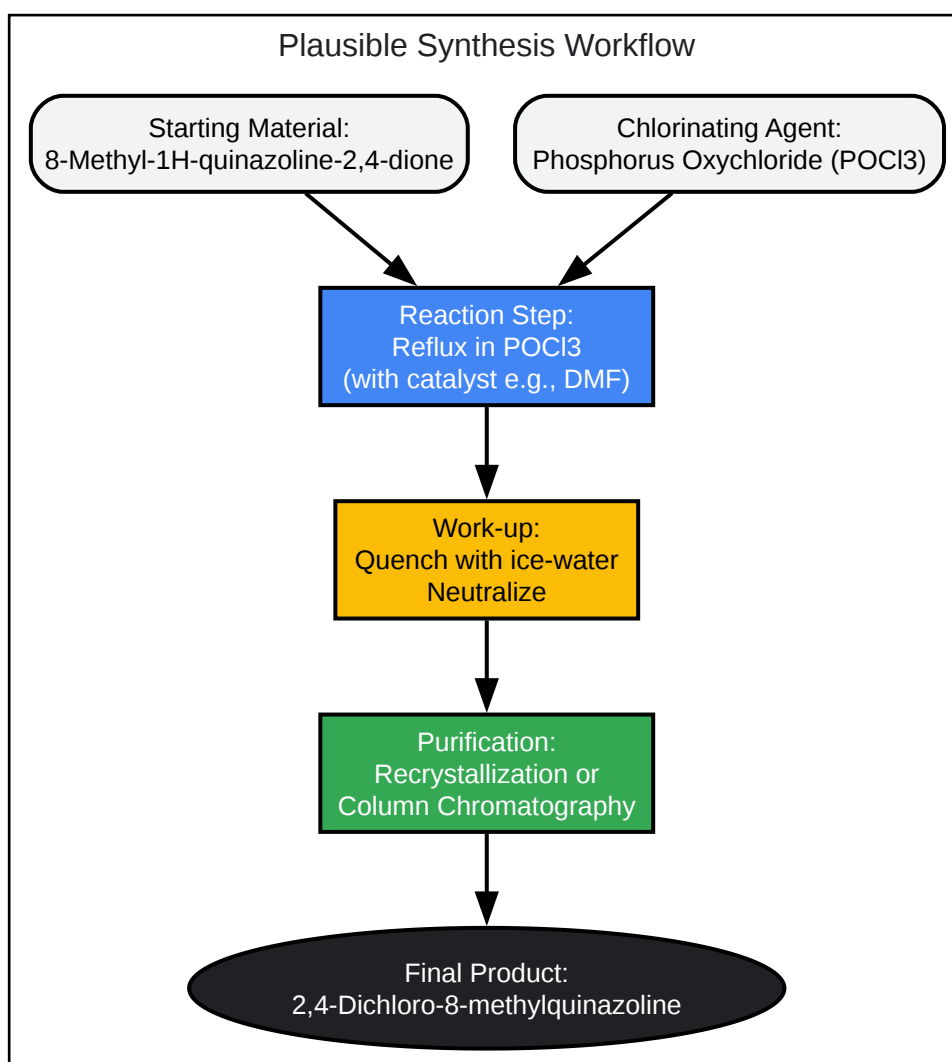 Plausible Synthesis Workflow
Starting Material:
8-Methyl-1H-quinazoline-2,4-dione
Chlorinating Agent:
Phosphorus Oxychloride (POCl3)
Reaction Step:
Reflux in POCl3
(with catalyst e.g., DMF)
Work-up:
Quench with ice-water
Neutralize
Purification:
Recrystallization or
Column Chromatography
Final Product:
2,4-Dichloro-8-methylquinazoline